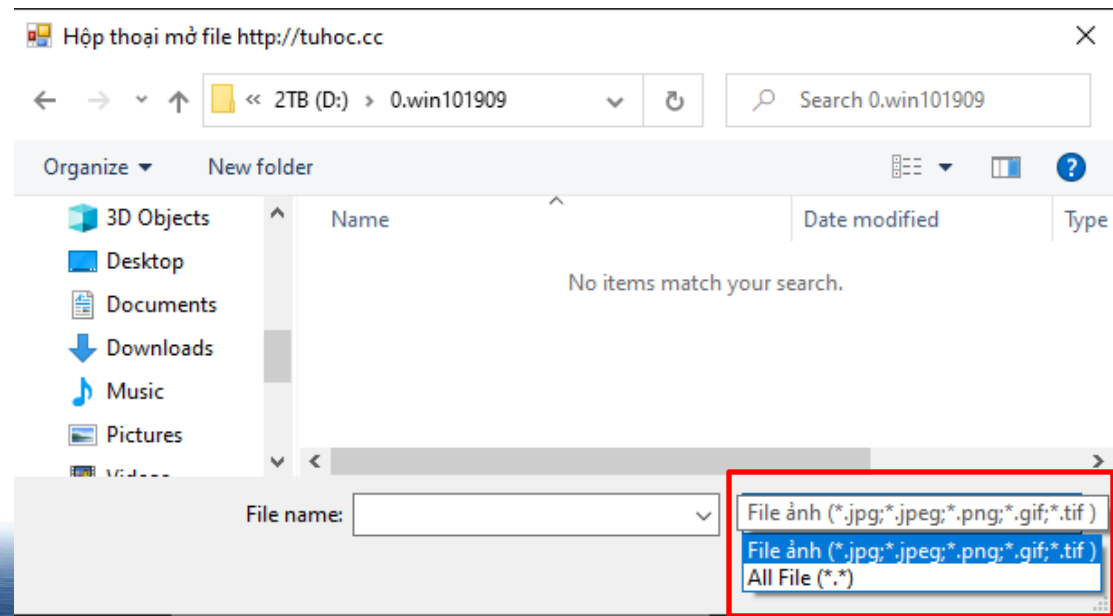 Hộp thoại mở file http://tuhoc.cc
« 2TB (D:) › 0.win101909
Search 0.win101909
Organize
New folder
?
3D Objects
Name
Date modified
Type
Desktop
No items match your search.
Documents
Downloads
Music
Pictures
Videos
File name:
File ảnh (*.jpg;*.jpeg;*.png;*.gif;*.tif )
File ảnh (*.jpg;*.jpeg;*.png;*.gif;*.tif )
All File (*.*)